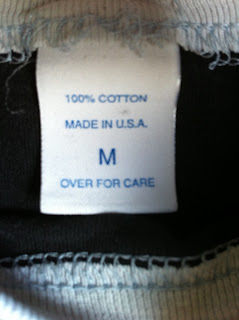 100% COTTON
MADE IN U.S.A.
M
OVER FOR CARE